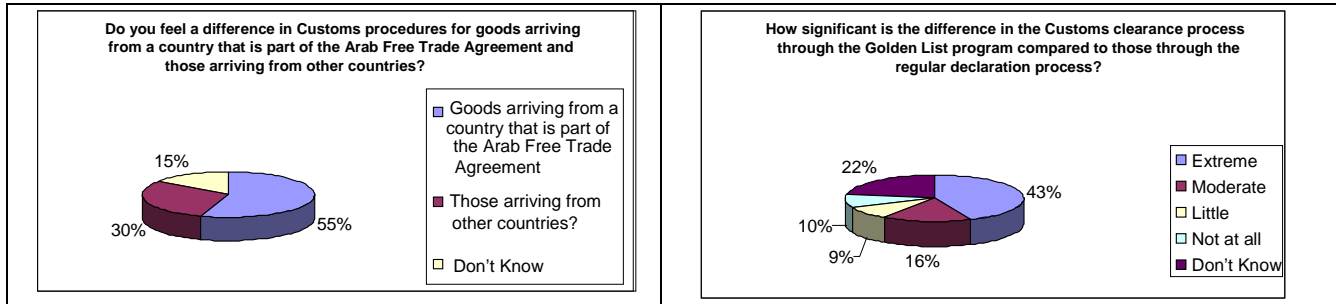 Do you feel a difference in Customs procedures for goods arriving
from a country that is part of the Arab Free Trade Agreement and
those arriving from other countries?
Goods arriving from a
country that is part of
the Arab Free Trade
Agreement
Those arriving from
other countries?
Don't Know
15%
30%
55%
How significant is the difference in the Customs clearance process
through the Golden List program compared to those through the
regular declaration process?
22%
43%
10%
9%
16%
Extreme
Moderate
Little
Not at all
Don't Know